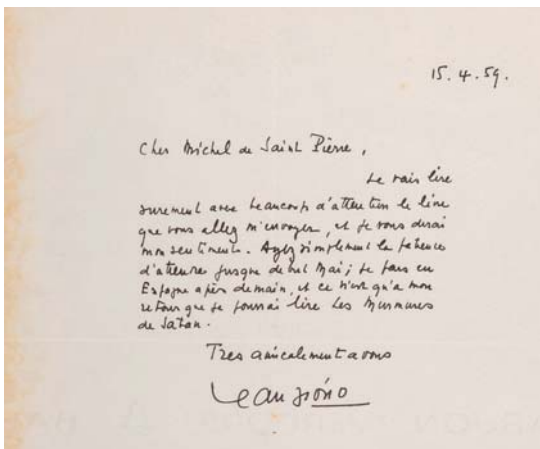 15.4.59.
Cher Michel de Saint Pierre,
Je vais lire
surement avec beaucoup d'attention le livre
que vous allez m'envoyer, et je vous dirai
mon sentiment. Ayez simplement la patience
d'attendre jusque début Mai; je pars en
Espagne après demain, et ce n'est qu'a mon
retour que je pourrai lire Les Murmures
de Satan.
Tres amicalement a vous
Jean Giono